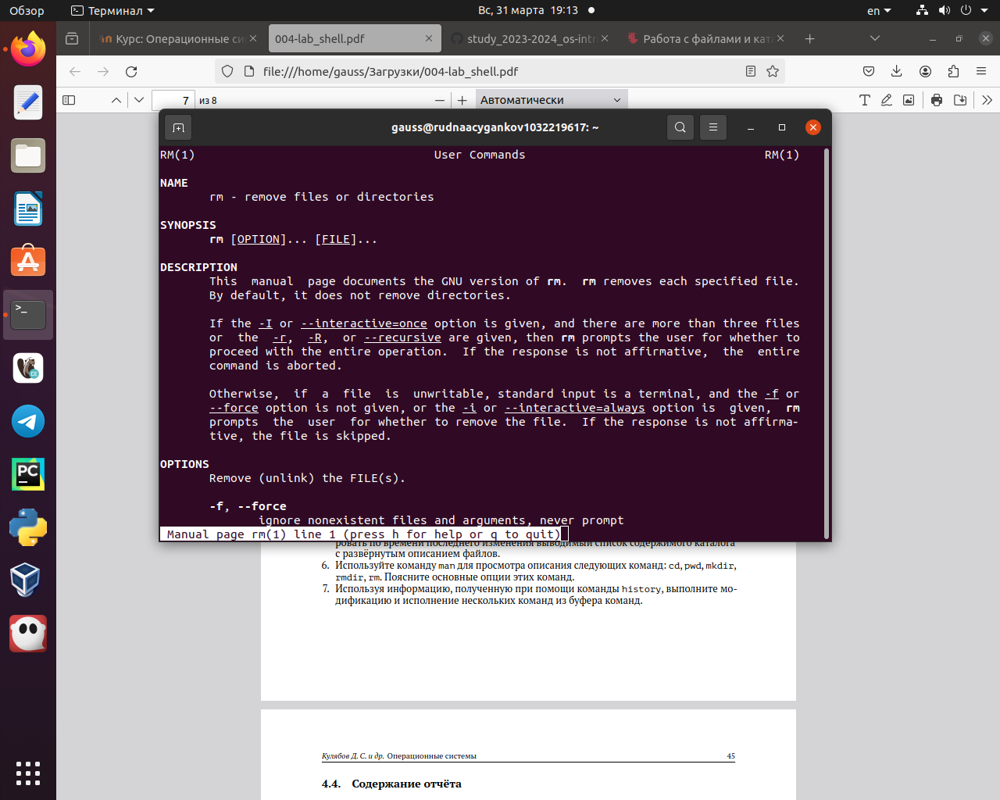 Обзор
Терминал
Вс, 31 марта 19:13
en
Курс: Операционные си
004-lab_shell.pdf
study_2023-2024_os-intr
Работа с файлами и кат
file:///home/gauss/Загрузки/004-lab_shell.pdf
7 из 8
Автоматически
gauss@rudnaacygankov1032219617: ~
RM(1) User Commands RM(1)
NAME
rm - remove files or directories
SYNOPSIS
rm [OPTION]... [FILE]...
DESCRIPTION
This manual page documents the GNU version of rm. rm removes each specified file.
By default, it does not remove directories.
If the -I or --interactive=once option is given, and there are more than three files
or the -r, -R, or --recursive are given, then rm prompts the user for whether to
proceed with the entire operation. If the response is not affirmative, the entire
command is aborted.
Otherwise, if a file is unwritable, standard input is a terminal, and the -f or
--force option is not given, or the -i or --interactive=always option is given, rm
prompts the user for whether to remove the file. If the response is not affirma-
tive, the file is skipped.
OPTIONS
Remove (unlink) the FILE(s).
-f, --force
ignore nonexistent files and arguments, never prompt
Manual page rm(1) line 1 (press h for help or q to quit)
ровать по времени последнего изменения выводимый список содержимого каталога
с развёрнутым описанием файлов.
6. Используйте команду man для просмотра описания следующих команд: cd, pwd, mkdir,
rmdir, rm. Поясните основные опции этих команд.
7. Используя информацию, полученную при помощи команды history, выполните мо-
дификацию и исполнение нескольких команд из буфера команд.
Кулябов Д. С. и др. Операционные системы 45
4.4. Содержание отчёта